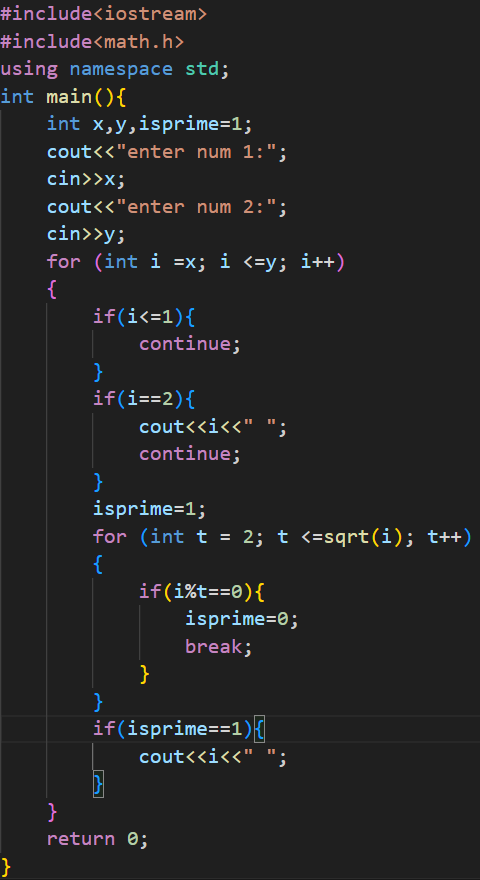 #include<iostream>
#include<math.h>
using namespace std;
int main(){
    int x,y,isprime=1;
    cout<<"enter num 1:";
    cin>>x;
    cout<<"enter num 2:";
    cin>>y;
    for (int i =x; i <=y; i++)
    {
        if(i<=1){
            continue;
        }
        if(i==2){
            cout<<i<<" ";
            continue;
        }
        isprime=1;
        for (int t = 2; t <=sqrt(i); t++)
        {
            if(i%t==0){
                isprime=0;
                break;
            }
        }
        if(isprime==1){
            cout<<i<<" ";
        }
    }
    return 0;
}